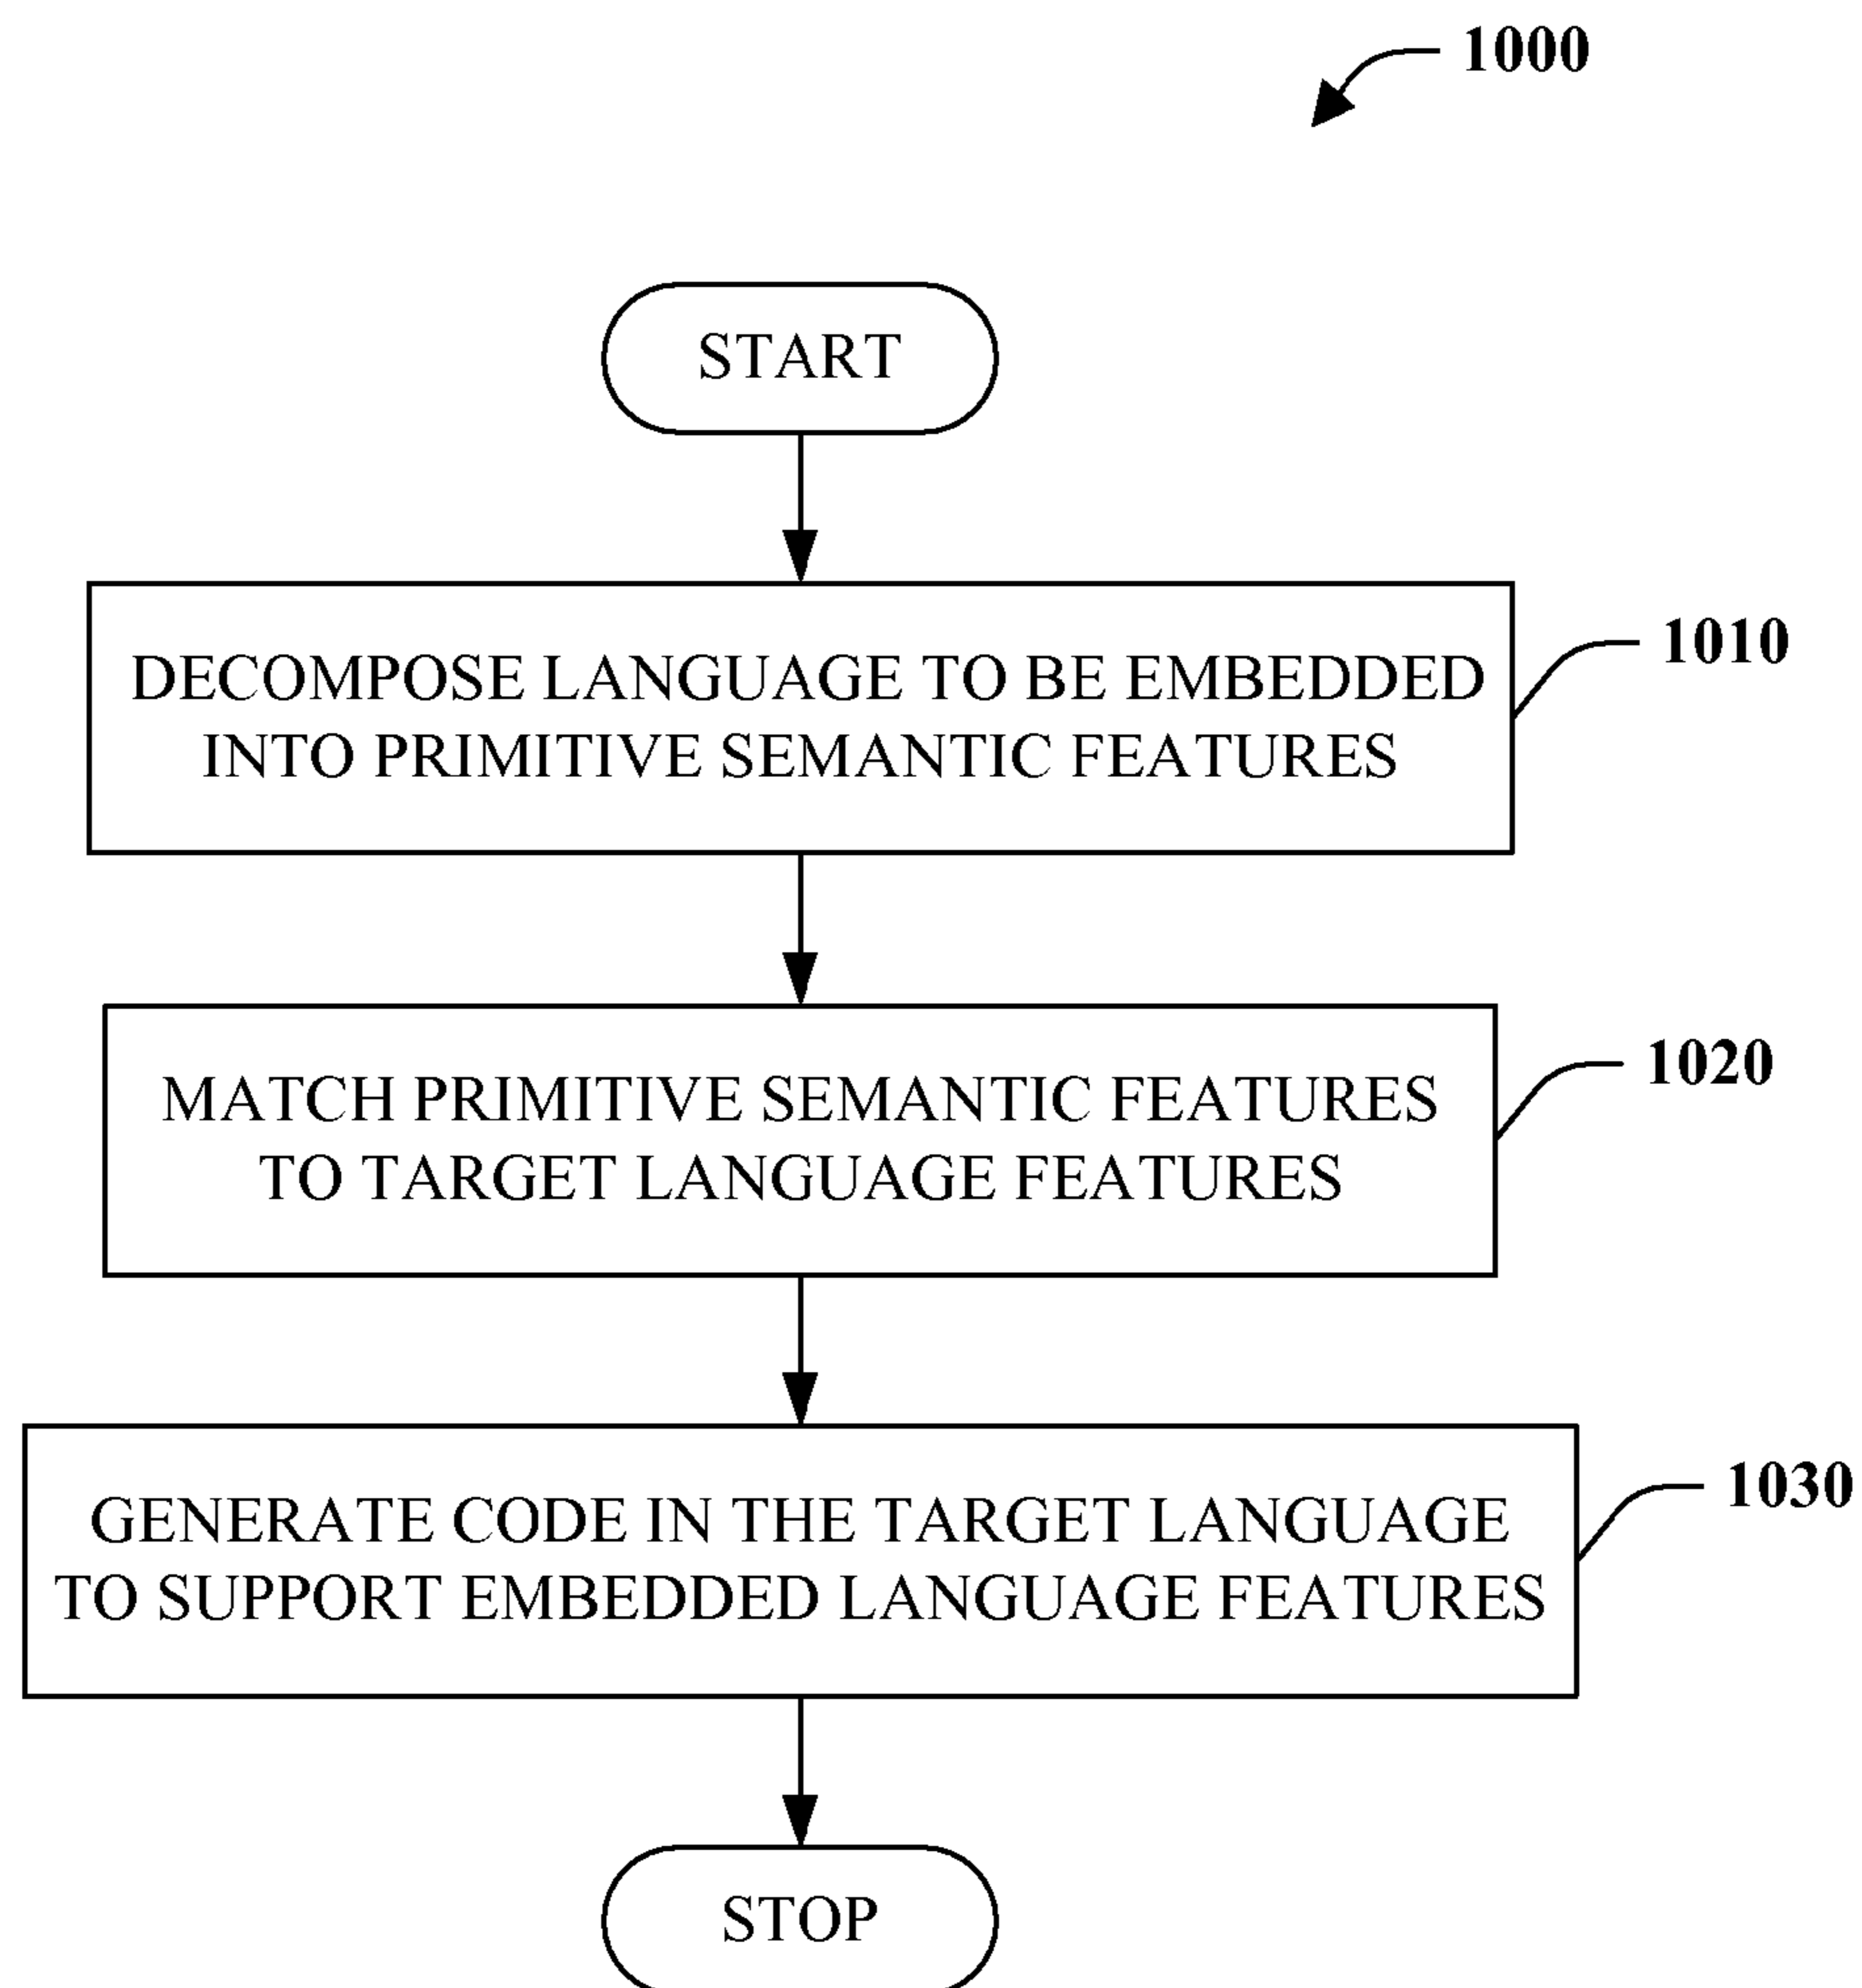 1000
START
DECOMPOSE LANGUAGE TO BE EMBEDDED
INTO PRIMITIVE SEMANTIC FEATURES
1010
MATCH PRIMITIVE SEMANTIC FEATURES
TO TARGET LANGUAGE FEATURES
1020
GENERATE CODE IN THE TARGET LANGUAGE
TO SUPPORT EMBEDDED LANGUAGE FEATURES
1030
STOP